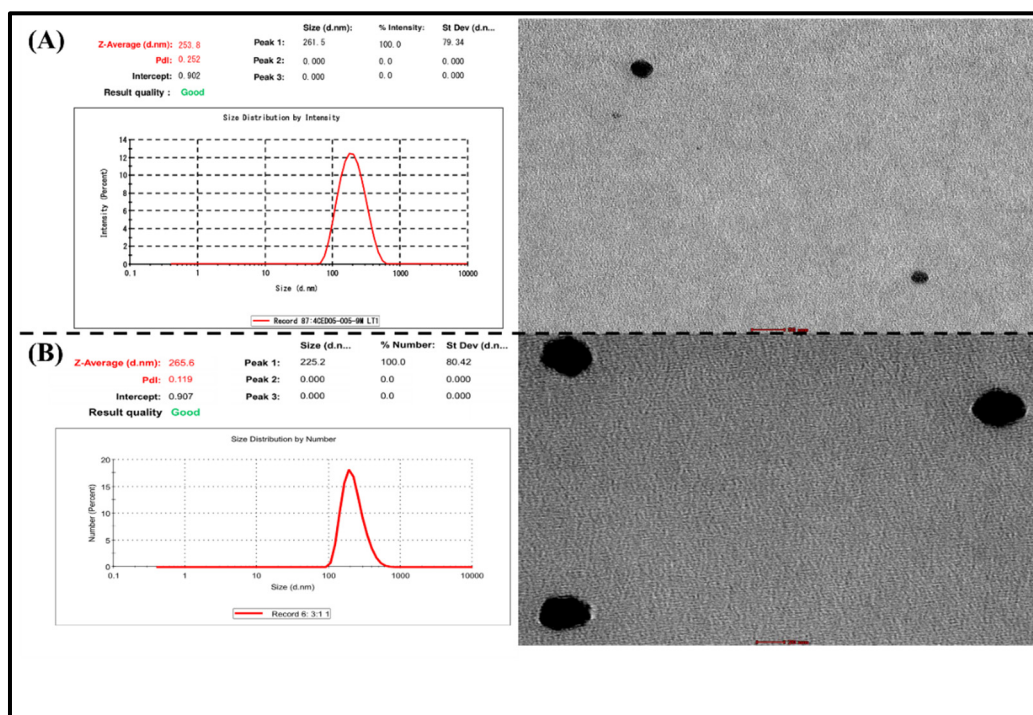 (A)
Size (d.nm): % Intensity: St Dev (d.n...
Z-Average (d.nm): 253.8 Peak 1: 261.5 100.0 79.34
PdI: 0.252 Peak 2: 0.000 0.0 0.000
Intercept: 0.902 Peak 3: 0.000 0.0 0.000
Result quality : Good
Size Distribution by Intensity
Intensity (Percent)
14
12
10
8
6
4
2
0
0.1 1 10 100 1000 10000
Size (d.nm)
Record 87:4CED05-005-9M LTI
(B)
Size (d.n... % Number: St Dev (d.n...
Z-Average (d.nm): 265.6 Peak 1: 225.2 100.0 80.42
PdI: 0.119 Peak 2: 0.000 0.0 0.000
Intercept: 0.907 Peak 3: 0.000 0.0 0.000
Result quality Good
Size Distribution by Number
Number (Percent)
20
15
10
5
0
0.1 1 10 100 1000 10000
Size (d.nm)
Record 6: 3:1 1